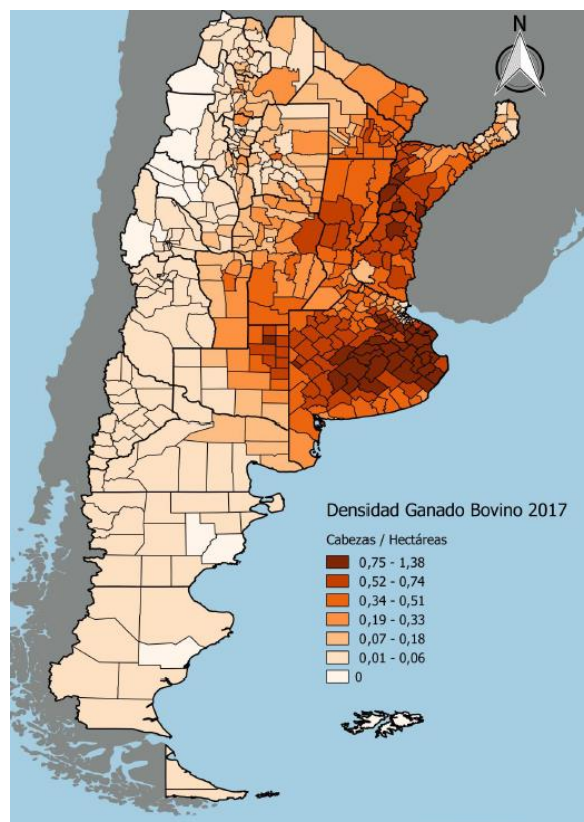 N
Densidad Ganado Bovino 2017
Cabezas / Hectáreas
0,75 - 1,38
0,52 - 0,74
0,34 - 0,51
0,19 - 0,33
0,07 - 0,18
0,01 - 0,06
0